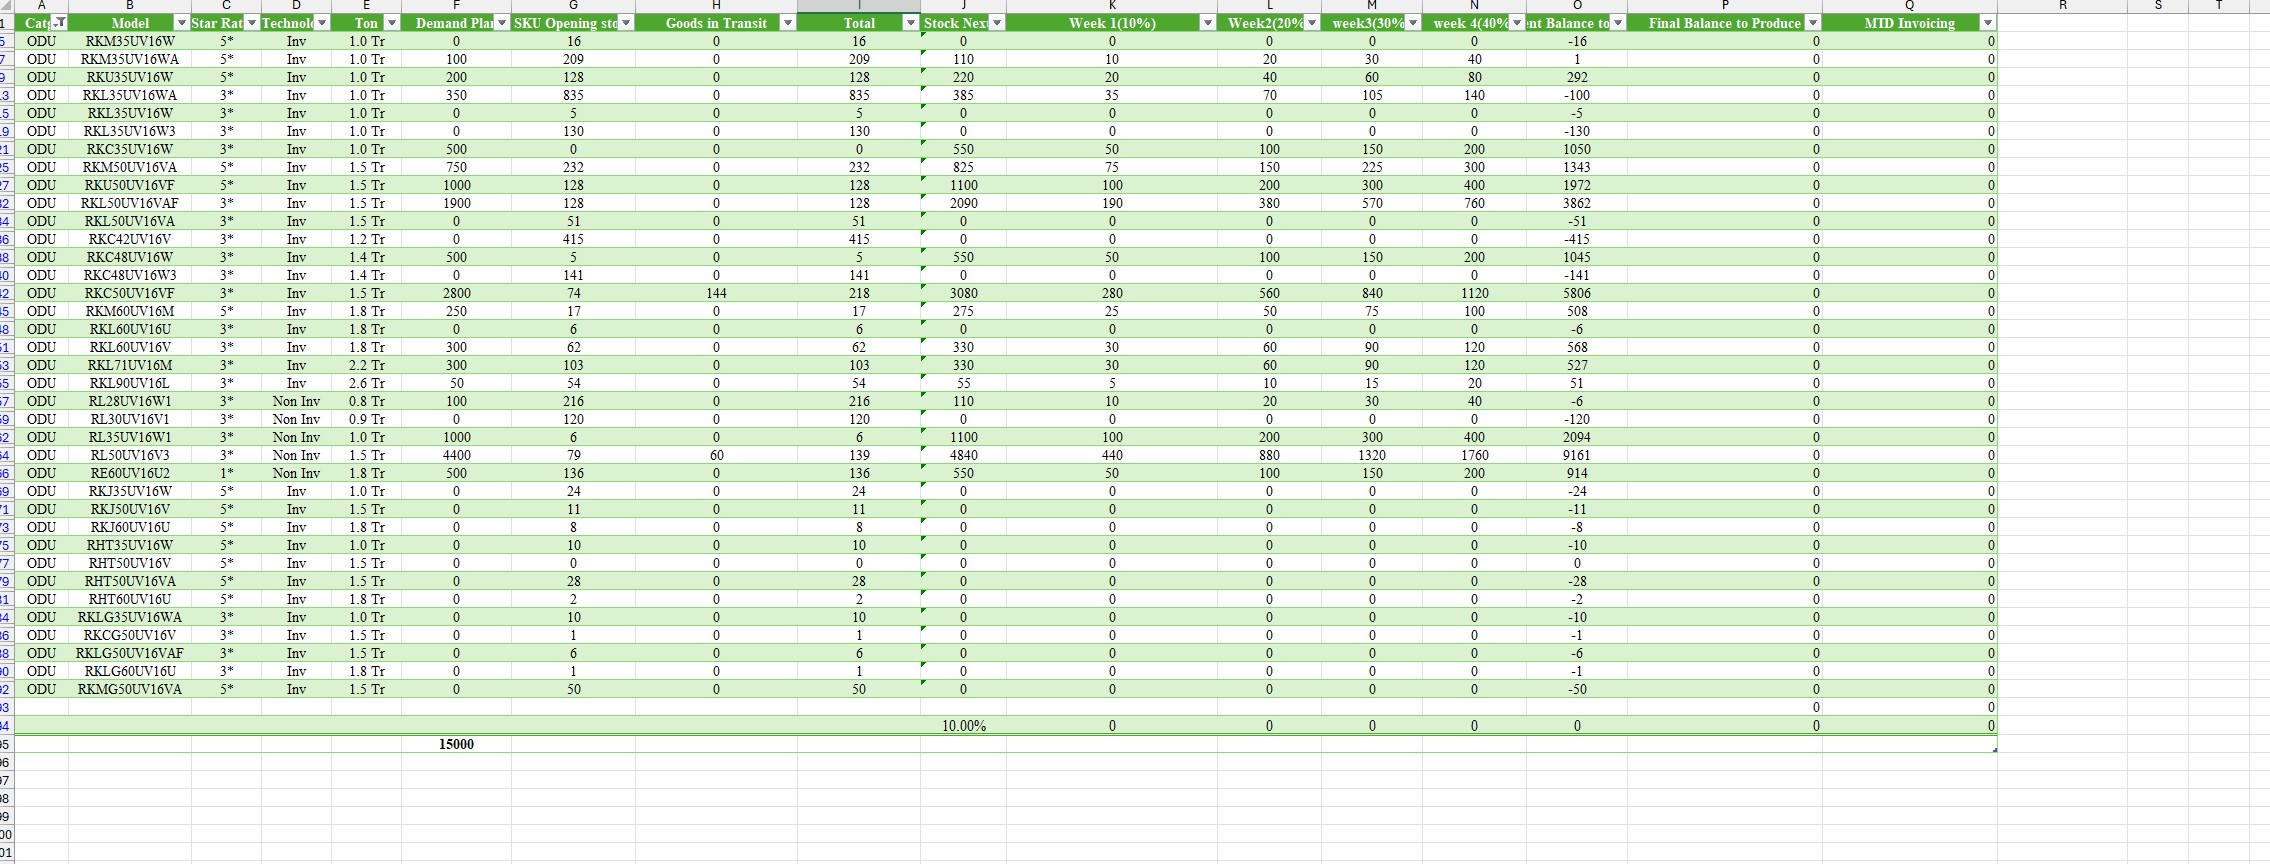 A B C D E F G H I J K L M N O P Q R S T
1 Cate Model Star Rat Technolo Ton Demand Plan SKU Opening sto Goods in Transit Total Stock Nex Week 1(10%) Week2(20% week3(30% week 4(40% nt Balance to Final Balance to Produce MTD Invoicing
5 ODU RKM35UV16W 5* Inv 1.0 Tr 0 16 0 16 0 0 0 0 0 -16 0 0
7 ODU RKM35UV16WA 5* Inv 1.0 Tr 100 209 0 209 110 10 20 30 40 1 0 0
9 ODU RKU35UV16W 5* Inv 1.0 Tr 200 128 0 128 220 20 40 60 80 292 0 0
3 ODU RKL35UV16WA 3* Inv 1.0 Tr 350 835 0 835 385 35 70 105 140 -100 0 0
5 ODU RKL35UV16W 3* Inv 1.0 Tr 0 5 0 5 0 0 0 0 0 -5 0 0
9 ODU RKL35UV16W3 3* Inv 1.0 Tr 0 130 0 130 0 0 0 0 0 -130 0 0
21 ODU RKC35UV16W 3* Inv 1.0 Tr 500 0 0 0 550 50 100 150 200 1050 0 0
25 ODU RKM50UV16VA 5* Inv 1.5 Tr 750 232 0 232 825 75 150 225 300 1343 0 0
27 ODU RKU50UV16VF 5* Inv 1.5 Tr 1000 128 0 128 1100 100 200 300 400 1972 0 0
32 ODU RKL50UV16VAF 3* Inv 1.5 Tr 1900 128 0 128 2090 190 380 570 760 3862 0 0
34 ODU RKL50UV16VA 3* Inv 1.5 Tr 0 51 0 51 0 0 0 0 0 -51 0 0
36 ODU RKC42UV16V 3* Inv 1.2 Tr 0 415 0 415 0 0 0 0 0 -415 0 0
38 ODU RKC48UV16W 3* Inv 1.4 Tr 500 5 0 5 550 50 100 150 200 1045 0 0
40 ODU RKC48UV16W3 3* Inv 1.4 Tr 0 141 0 141 0 0 0 0 0 -141 0 0
42 ODU RKC50UV16VF 3* Inv 1.5 Tr 2800 74 144 218 3080 280 560 840 1120 5806 0 0
45 ODU RKM60UV16M 5* Inv 1.8 Tr 250 17 0 17 275 25 50 75 100 508 0 0
48 ODU RKL60UV16U 3* Inv 1.8 Tr 0 6 0 6 0 0 0 0 0 -6 0 0
51 ODU RKL60UV16V 3* Inv 1.8 Tr 300 62 0 62 330 30 60 90 120 568 0 0
53 ODU RKL71UV16M 3* Inv 2.2 Tr 300 103 0 103 330 30 60 90 120 527 0 0
55 ODU RKL90UV16L 3* Inv 2.6 Tr 50 54 0 54 55 5 10 15 20 51 0 0
57 ODU RL28UV16W1 3* Non Inv 0.8 Tr 100 216 0 216 110 10 20 30 40 -6 0 0
59 ODU RL30UV16V1 3* Non Inv 0.9 Tr 0 120 0 120 0 0 0 0 0 -120 0 0
62 ODU RL35UV16W1 3* Non Inv 1.0 Tr 1000 6 0 6 1100 100 200 300 400 2094 0 0
64 ODU RL50UV16V3 3* Non Inv 1.5 Tr 4400 79 60 139 4840 440 880 1320 1760 9161 0 0
66 ODU RE60UV16U2 1* Non Inv 1.8 Tr 500 136 0 136 550 50 100 150 200 914 0 0
69 ODU RKJ35UV16W 5* Inv 1.0 Tr 0 24 0 24 0 0 0 0 0 -24 0 0
71 ODU RKJ50UV16V 5* Inv 1.5 Tr 0 11 0 11 0 0 0 0 0 -11 0 0
73 ODU RKJ60UV16U 5* Inv 1.8 Tr 0 8 0 8 0 0 0 0 0 -8 0 0
75 ODU RHT35UV16W 5* Inv 1.0 Tr 0 10 0 10 0 0 0 0 0 -10 0 0
77 ODU RHT50UV16V 5* Inv 1.5 Tr 0 0 0 0 0 0 0 0 0 0 0 0
79 ODU RHT50UV16VA 5* Inv 1.5 Tr 0 28 0 28 0 0 0 0 0 -28 0 0
81 ODU RHT60UV16U 5* Inv 1.8 Tr 0 2 0 2 0 0 0 0 0 -2 0 0
84 ODU RKLG35UV16WA 3* Inv 1.0 Tr 0 10 0 10 0 0 0 0 0 -10 0 0
86 ODU RKCG50UV16V 3* Inv 1.5 Tr 0 1 0 1 0 0 0 0 0 -1 0 0
88 ODU RKLG50UV16VAF 3* Inv 1.5 Tr 0 6 0 6 0 0 0 0 0 -6 0 0
90 ODU RKLG60UV16U 3* Inv 1.8 Tr 0 1 0 1 0 0 0 0 0 -1 0 0
92 ODU RKMG50UV16VA 5* Inv 1.5 Tr 0 50 0 50 0 0 0 0 0 -50 0 0
93 0 0
94 10.00% 0 0 0 0 0 0 0
95 15000
96
97
98
99
00
01